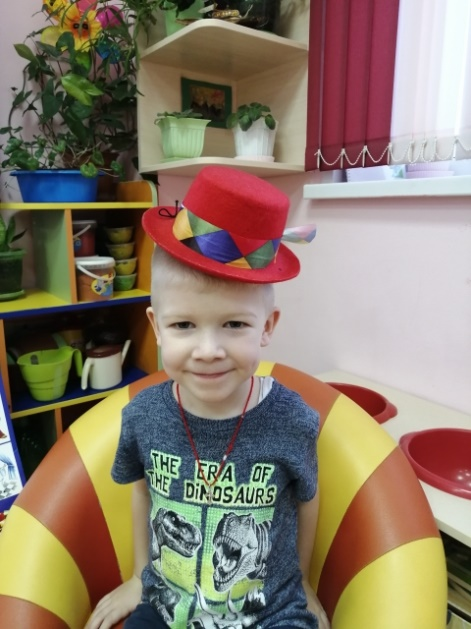 THE ERA OF
THE DiNOSAURS